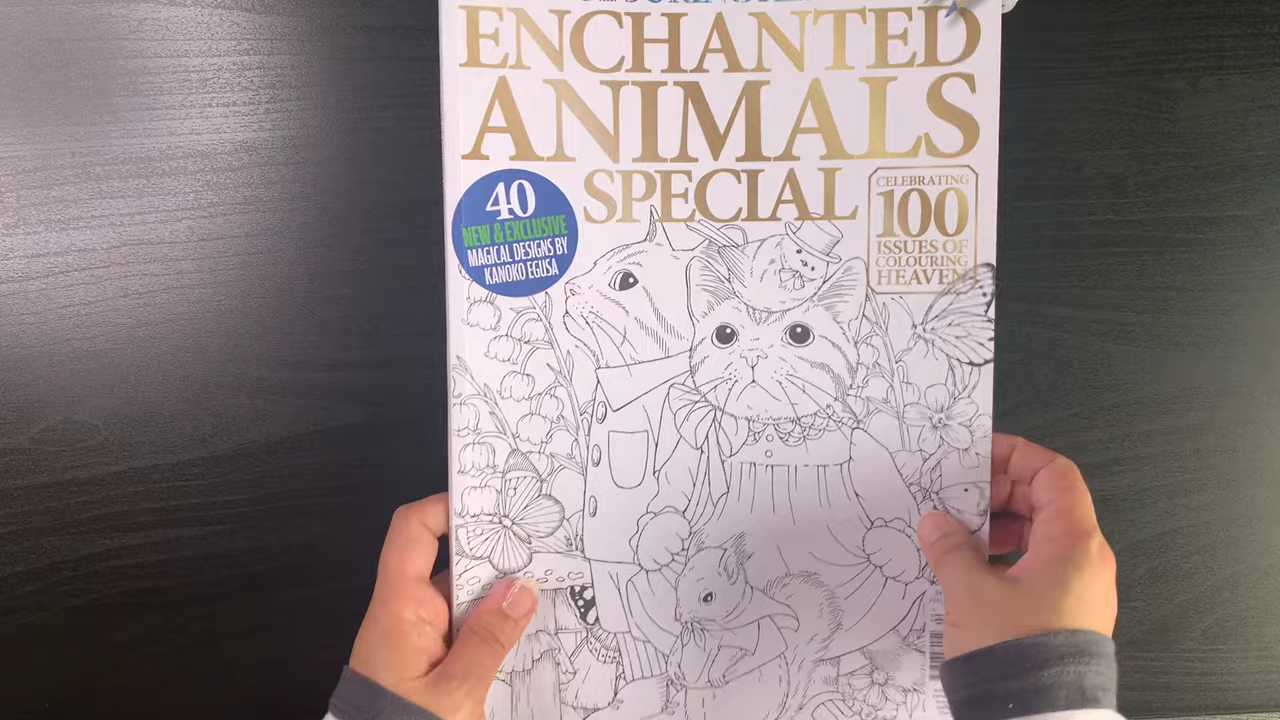 ENCHANTED
ANIMALS
SPECIAL
40
NEW & EXCLUSIVE
MAGICAL DESIGNS BY
KANOKO EGUSA
CELEBRATING
100
ISSUES OF
COLOURING
HEAVEN